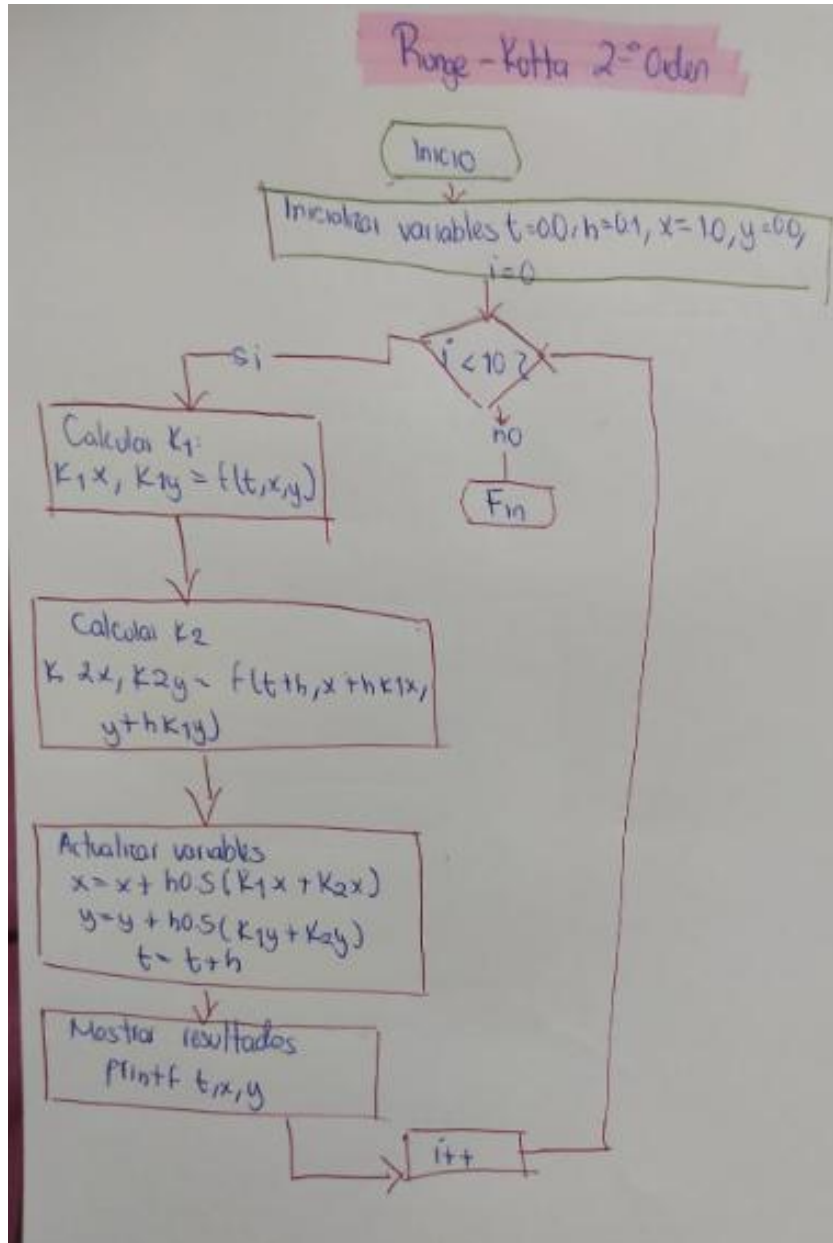 Runge-Kutta 2º Orden
Inicio
Inicializar variables t=0.0, h=0.1, x=1.0, y=0.0,
i=0
i<10?
si
no
Fin
Calcular K1:
K1x, K1y = f(t,x,y)
Calcular K2
K2x, K2y = f(t+h, x+hK1x,
y+hK1y)
Actualizar variables
x=x+h0.5(K1x+K2x)
y=y+h0.5(K1y+K2y)
t=t+h
Mostrar resultados
printf t,x,y
i++